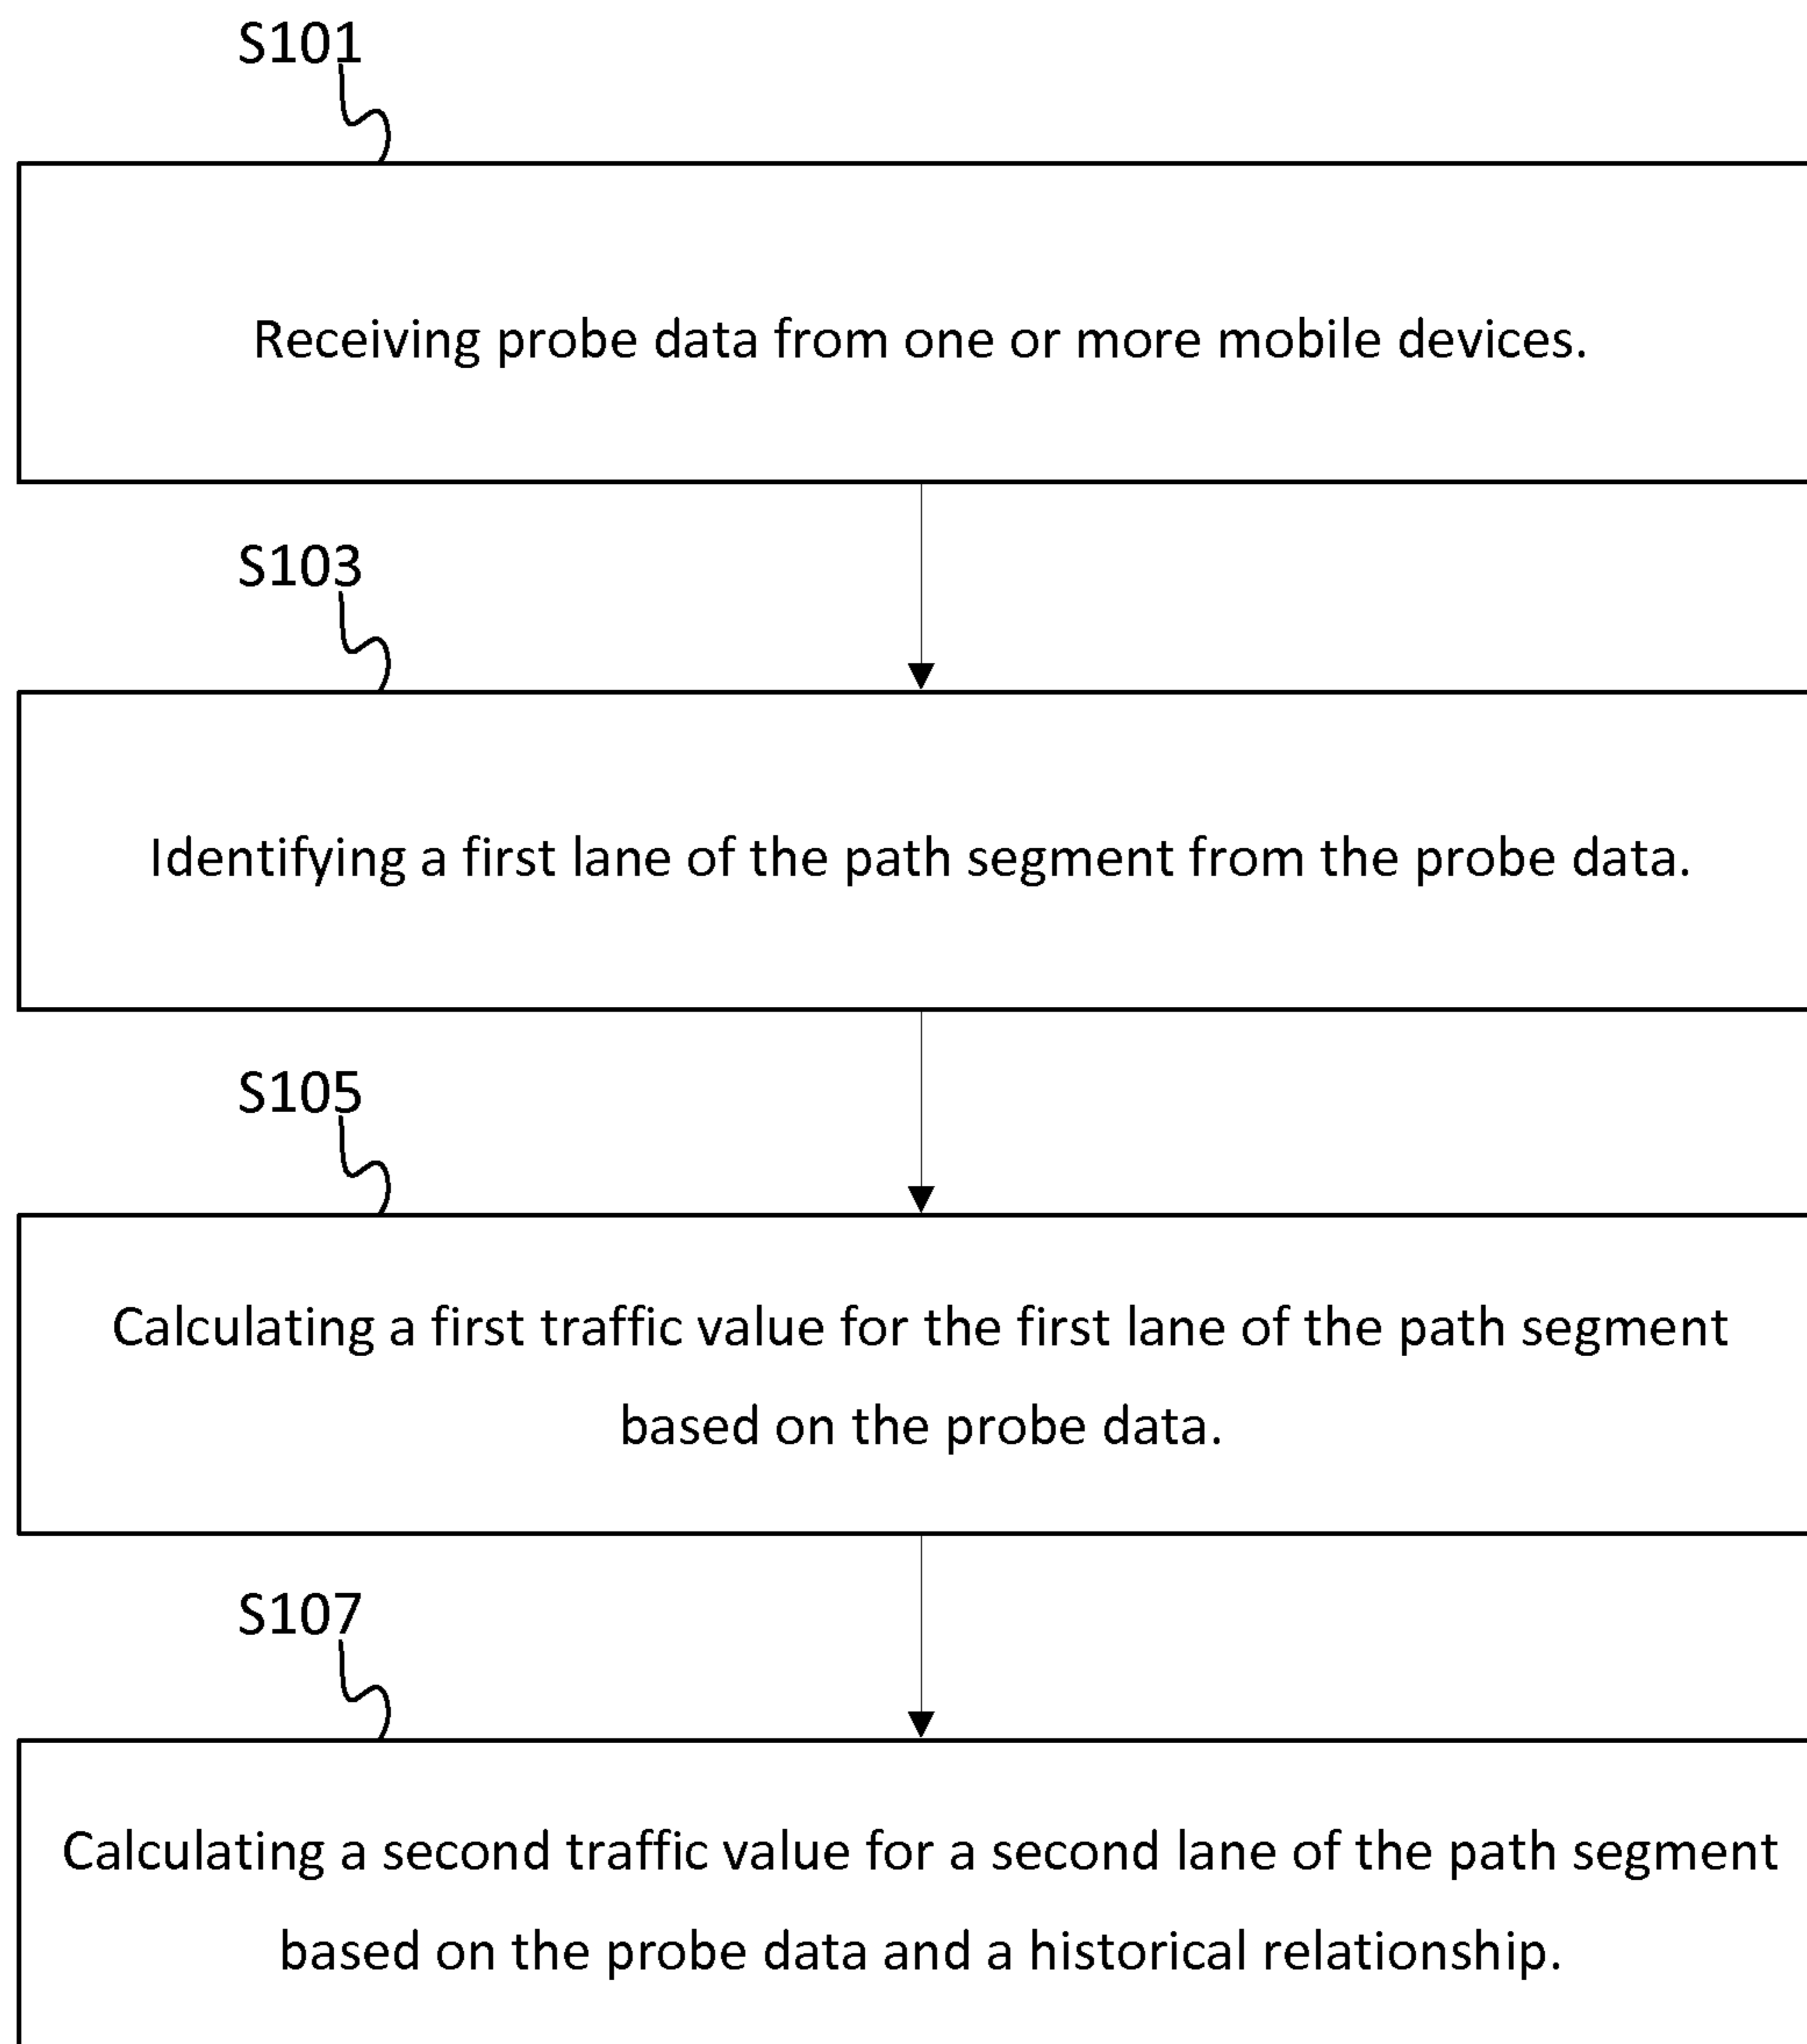 S101
Receiving probe data from one or more mobile devices.
S103
Identifying a first lane of the path segment from the probe data.
S105
Calculating a first traffic value for the first lane of the path segment
based on the probe data.
S107
Calculating a second traffic value for a second lane of the path segment
based on the probe data and a historical relationship.